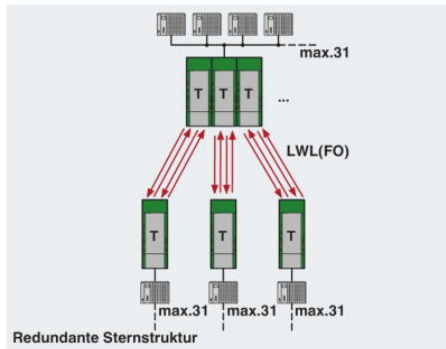 max.31
T T T ...
LWL(FO)
T T T
max.31 max.31 max.31
Redundante Sternstruktur